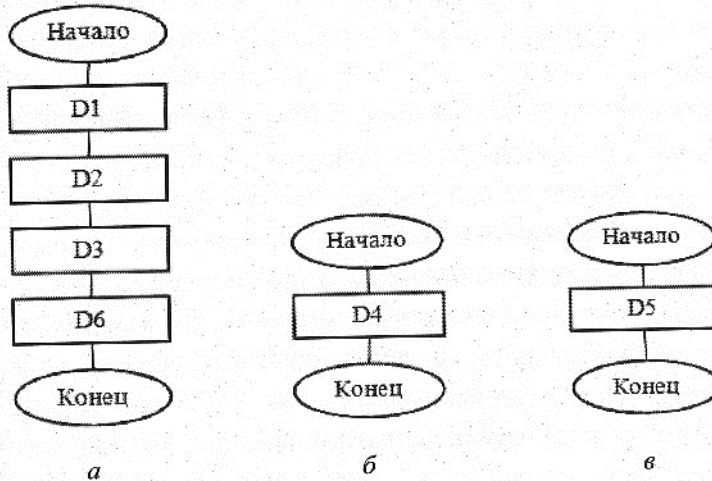 Начало
D1
D2
D3
D6
Конец
а
Начало
D4
Конец
б
Начало
D5
Конец
в